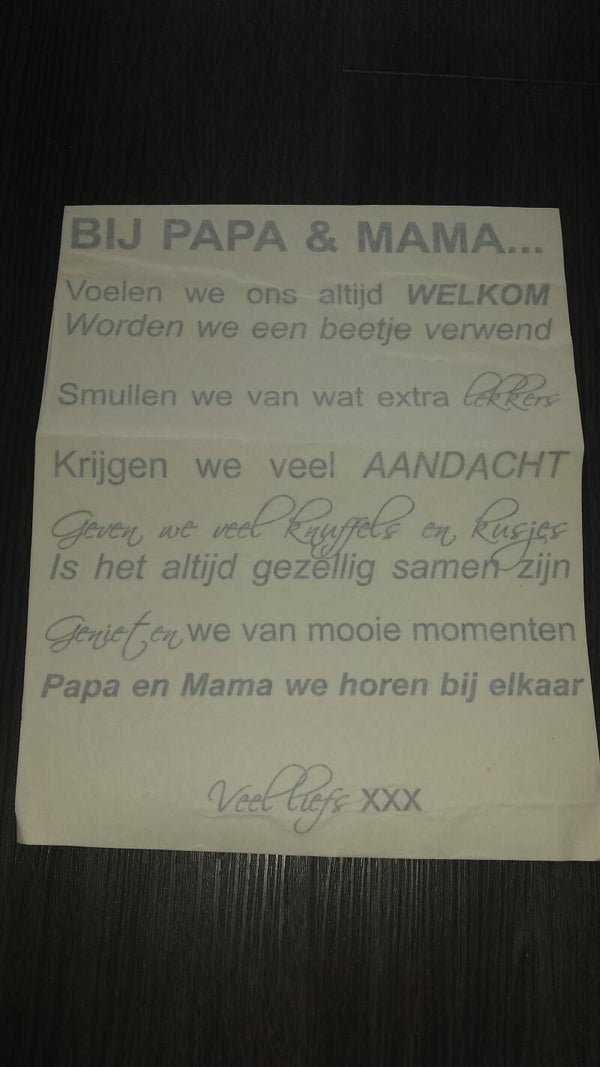 BIJ PAPA & MAMA...
Voelen we ons altijd WELKOM
Worden we een beetje verwend
Smullen we van wat extra lekkers
Krijgen we veel AANDACHT
Geven we veel knuffels en kusjes
Is het altijd gezellig samen zijn
Genieten we van mooie momenten
Papa en Mama we horen bij elkaar
Veel liefs XXX